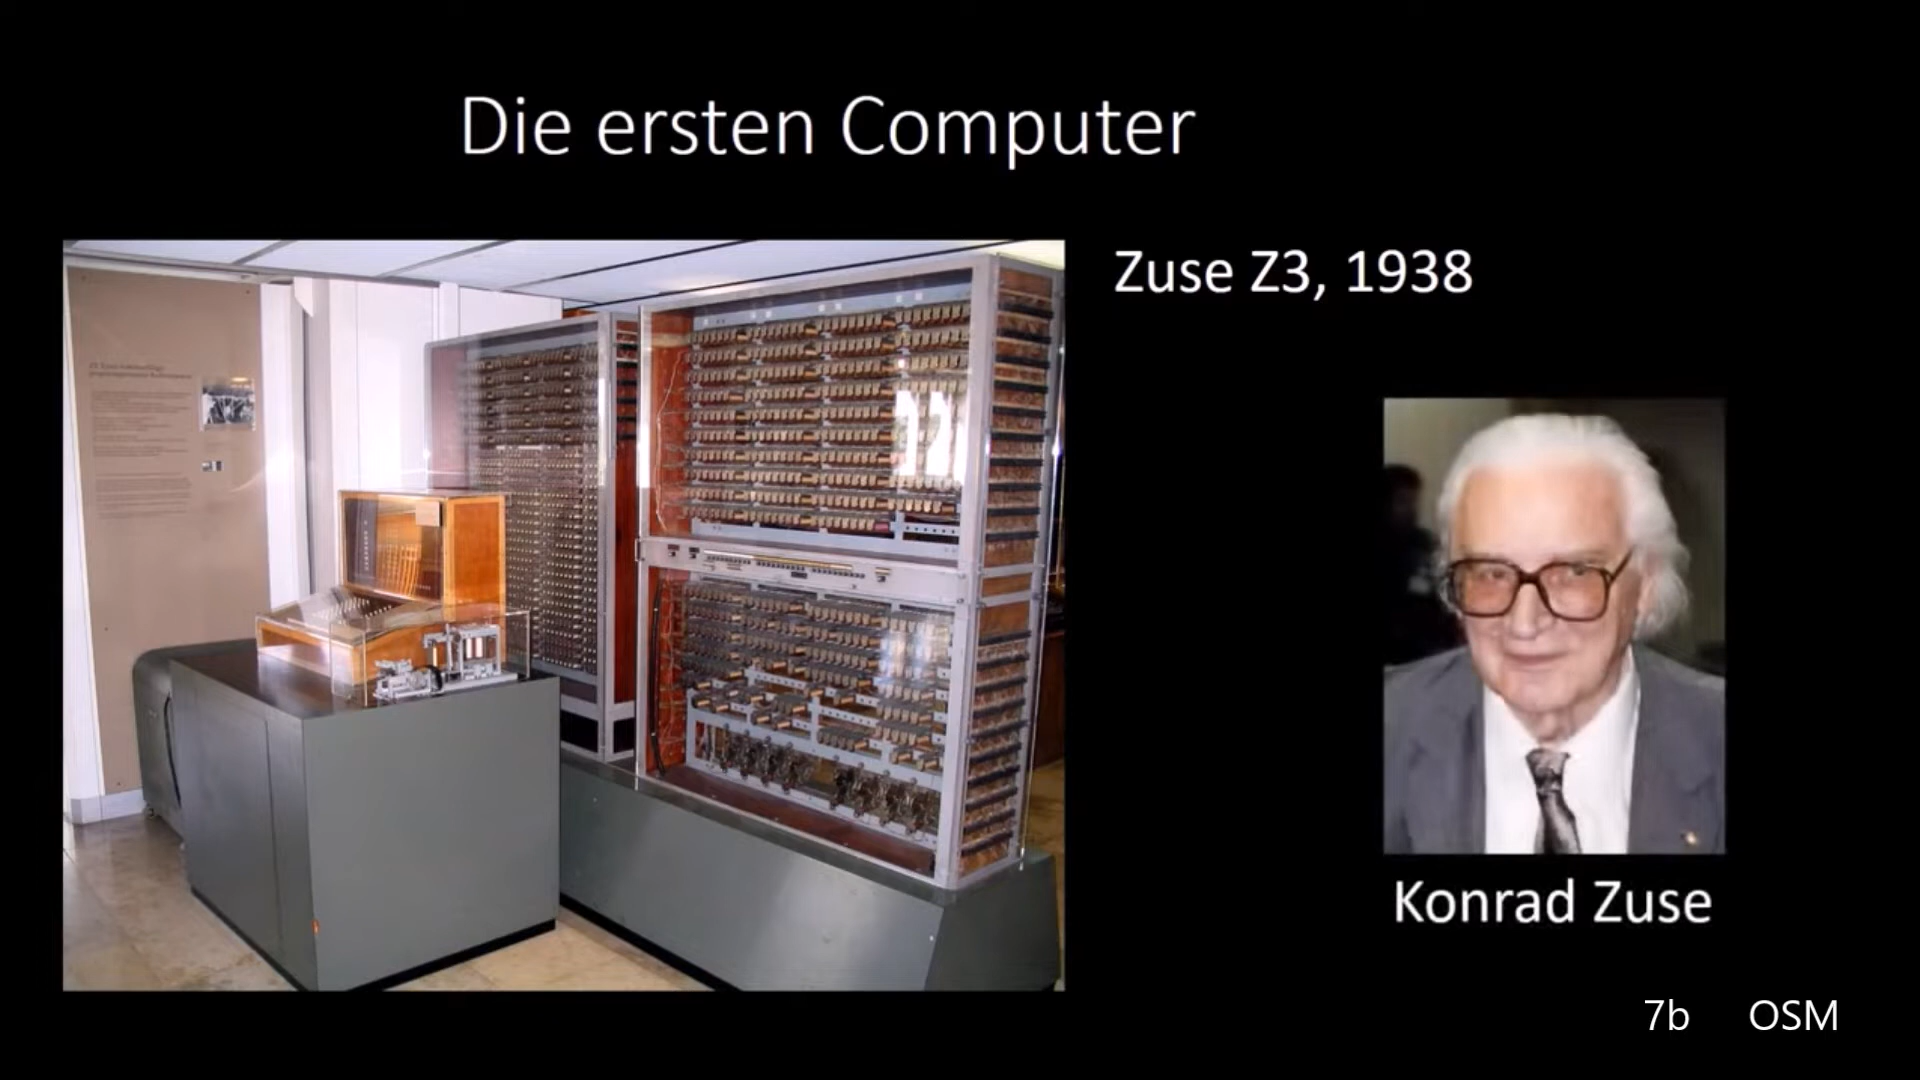 Die ersten Computer
Zuse Z3, 1938
Konrad Zuse
7b OSM